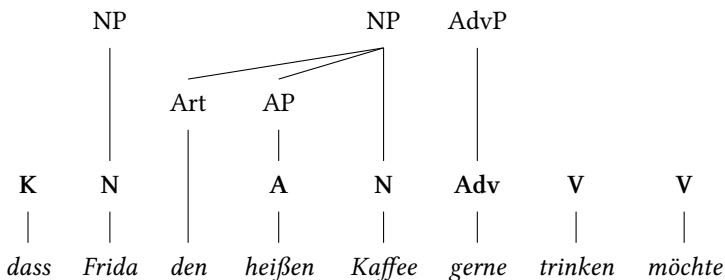 NP NP AdvP
Art AP
K N A N Adv V V
dass Frida den heißen Kaffee gerne trinken möchte